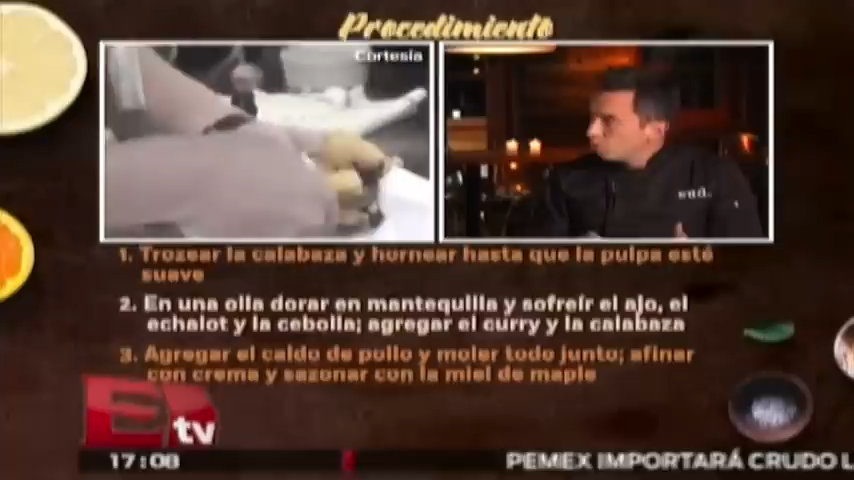 Procedimiento
Cortesía
1. Trozear la calabaza y hornear hasta que la pulpa esté
suave
2. En una olla dorar en mantequilla y sofreír el ajo, el
echalot y la cebolla; agregar el curry y la calabaza
3. Agregar el caldo de pollo y moler todo junto; afinar
con crema y sazonar con la miel de maple
tv
17:08
PEMEX IMPORTARÁ CRUDO L